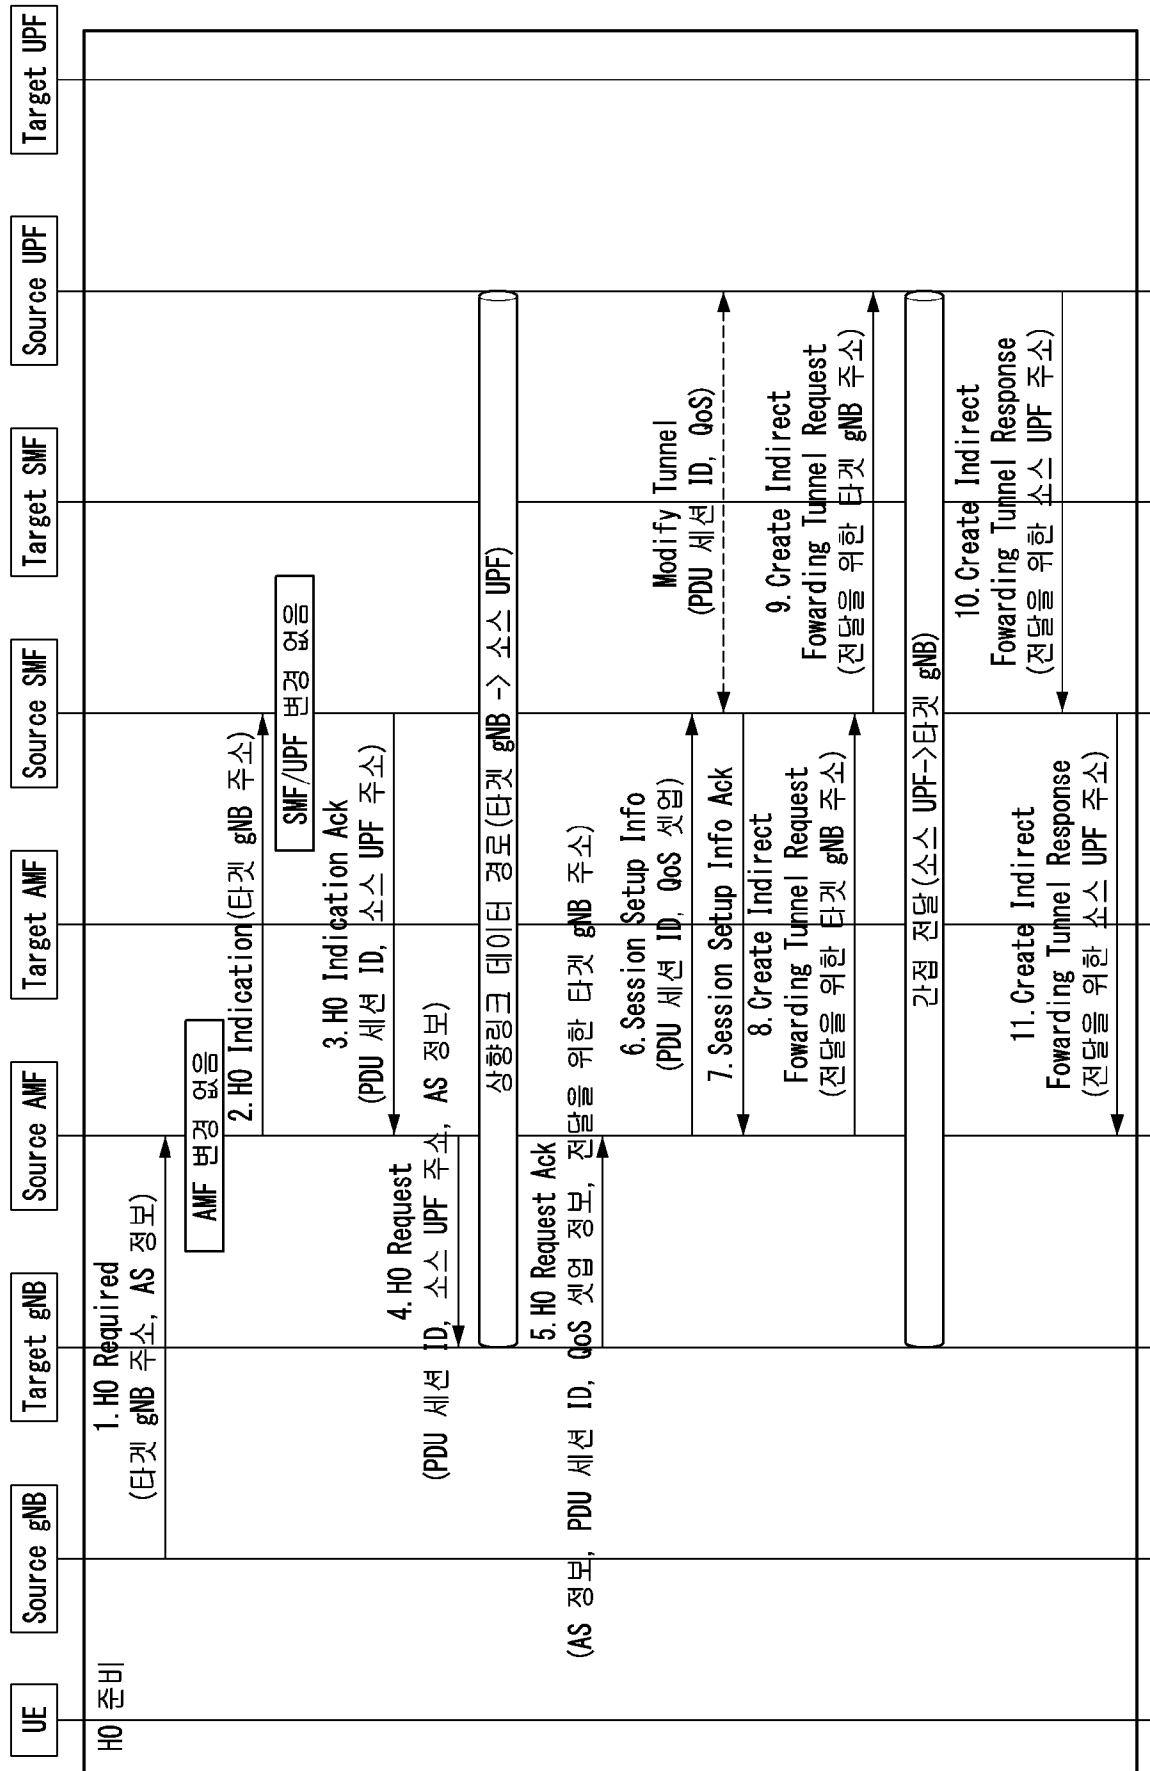 UE
Source gNB
Target gNB
Source AMF
Target AMF
Source SMF
Target SMF
Source UPF
Target UPF
HO 준비
1. HO Required
(타겟 gNB 주소, AS 정보)
AMF 변경 없음
2. HO Indication(타겟 gNB 주소)
SMF/UPF 변경 없음
3. HO Indication Ack
(PDU 세션 ID, 소스 UPF 주소)
4. HO Request
(PDU 세션 ID, 소스 UPF 주소, AS 정보)
상향링크 데이터 경로(타겟 gNB -> 소스 UPF)
5. HO Request Ack
(AS 정보, PDU 세션 ID, QoS 셋업 정보, 전달을 위한 타겟 gNB 주소)
6. Session Setup Info
(PDU 세션 ID, QoS 셋업)
Modify Tunnel
(PDU 세션 ID, QoS)
7. Session Setup Info Ack
8. Create Indirect
Fowarding Tunnel Request
(전달을 위한 타겟 gNB 주소)
9. Create Indirect
Fowarding Tunnel Request
(전달을 위한 타겟 gNB 주소)
간접 전달(소스 UPF->타겟 gNB)
10. Create Indirect
Fowarding Tunnel Response
(전달을 위한 소스 UPF 주소)
11. Create Indirect
Fowarding Tunnel Response
(전달을 위한 소스 UPF 주소)